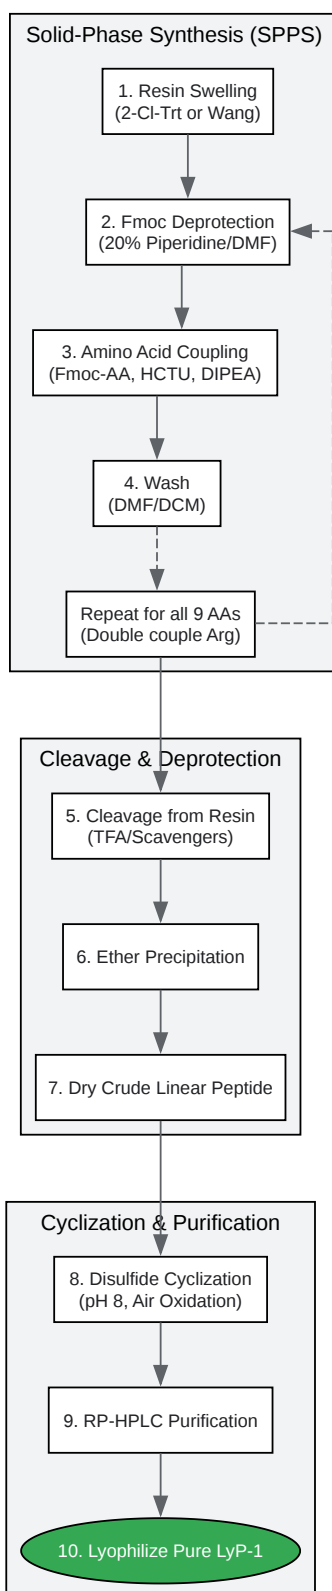 Solid-Phase Synthesis (SPPS)
1. Resin Swelling
(2-Cl-Trt or Wang)
2. Fmoc Deprotection
(20% Piperidine/DMF)
3. Amino Acid Coupling
(Fmoc-AA, HCTU, DIPEA)
4. Wash
(DMF/DCM)
Repeat for all 9 AAs
(Double couple Arg)
Cleavage & Deprotection
5. Cleavage from Resin
(TFA/Scavengers)
6. Ether Precipitation
7. Dry Crude Linear Peptide
Cyclization & Purification
8. Disulfide Cyclization
(pH 8, Air Oxidation)
9. RP-HPLC Purification
10. Lyophilize Pure LyP-1